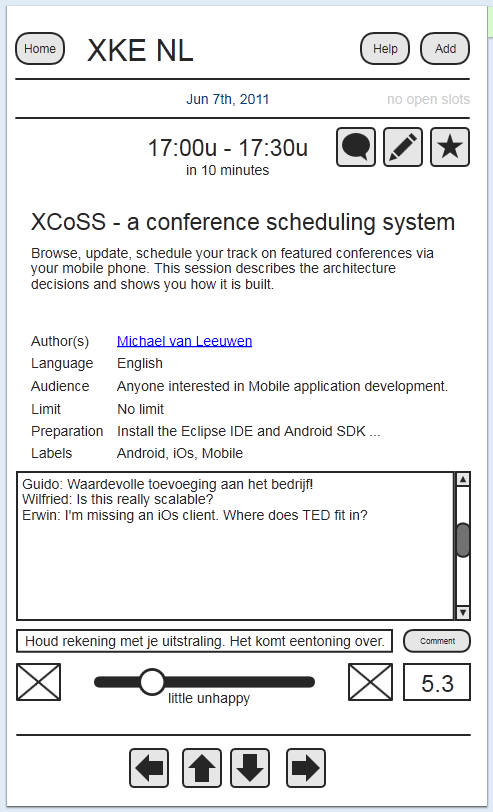 Home
XKE NL
Help
Add
Jun 7th, 2011
no open slots
17:00u - 17:30u
in 10 minutes
XCoSS - a conference scheduling system
Browse, update, schedule your track on featured conferences via
your mobile phone. This session describes the architecture
decisions and shows you how it is built.
Author(s) Michael van Leeuwen
Language English
Audience Anyone interested in Mobile application development.
Limit No limit
Preparation Install the Eclipse IDE and Android SDK ...
Labels Android, iOs, Mobile
Guido: Waardevolle toevoeging aan het bedrijf!
Wilfried: Is this really scalable?
Erwin: I'm missing an iOs client. Where does TED fit in?
Houd rekening met je uitstraling. Het komt eentoning over.
Comment
5.3
little unhappy